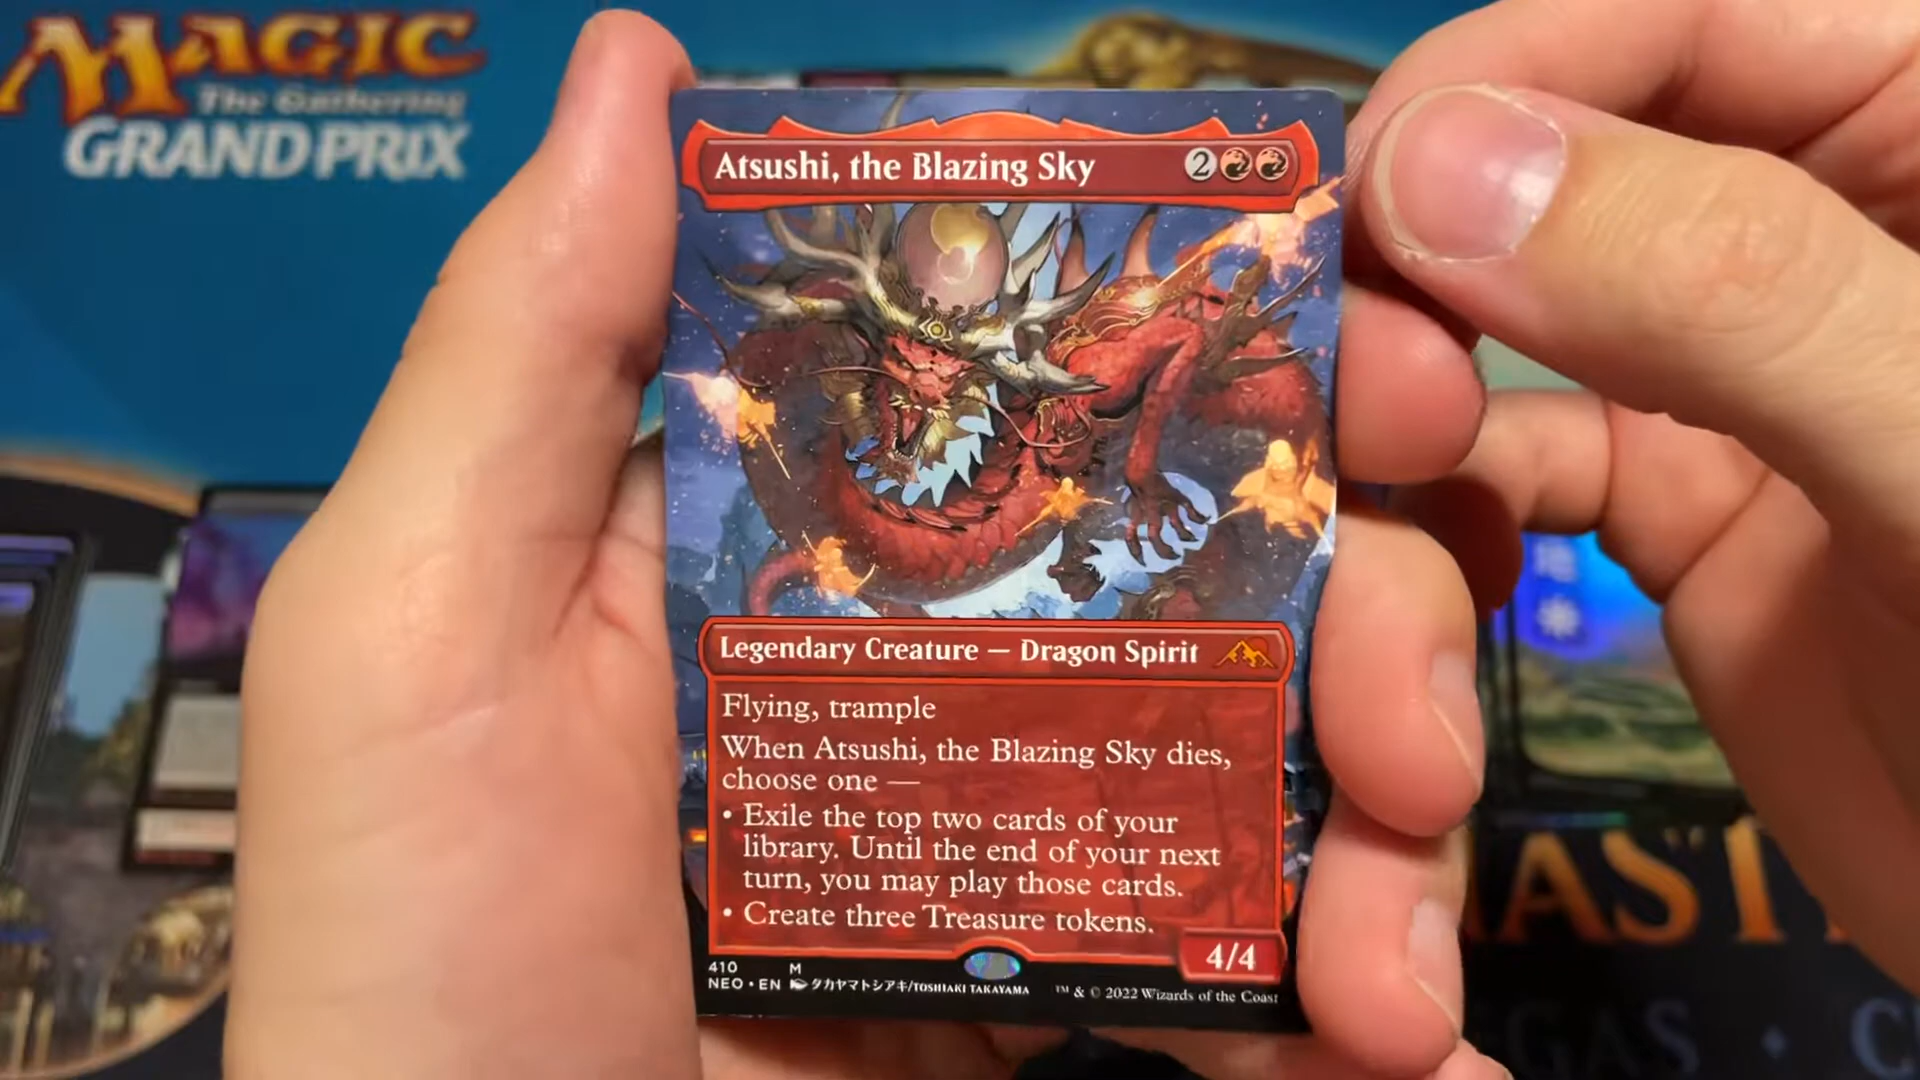 MAGIC
The Gathering
GRAND PRIX
Atsushi, the Blazing Sky 2
Legendary Creature — Dragon Spirit
Flying, trample
When Atsushi, the Blazing Sky dies,
choose one —
• Exile the top two cards of your
library. Until the end of your next
turn, you may play those cards.
• Create three Treasure tokens.
4/4
410 M
NEO • EN タカヤマトシアキ/TOSHIAKI TAKAYAMA
™ & © 2022 Wizards of the Coast